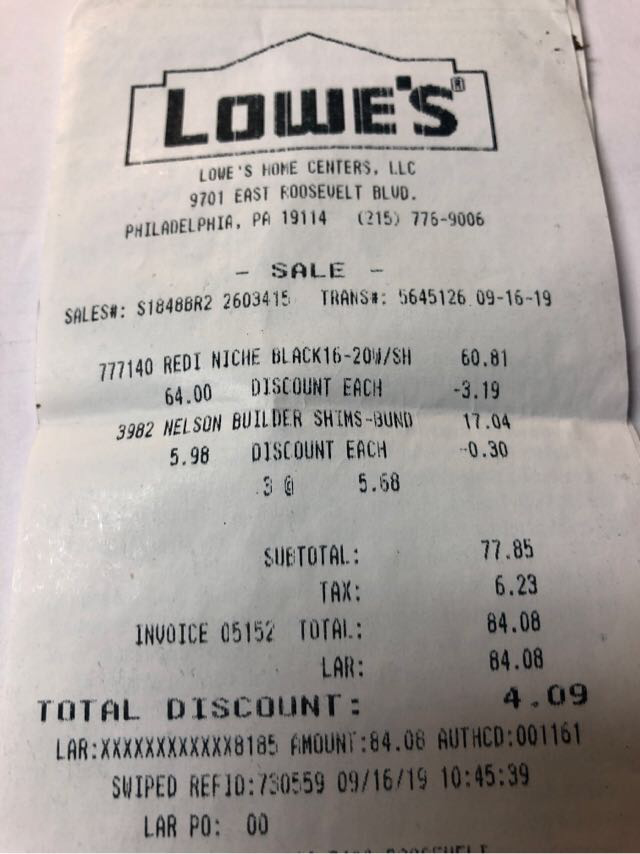 LOWE'S®
LOWE'S HOME CENTERS, LLC
9701 EAST ROOSEVELT BLVD.
PHILADELPHIA, PA 19114 (215) 776-9006
- SALE -
SALES#: S1848BR2 2603415 TRANS#: 5645126 09-16-19
777140 REDI NICHE BLACK16-20W/SH 60.81
64.00 DISCOUNT EACH -3.19
3982 NELSON BUILDER SHIMS-BUND 17.04
5.98 DISCOUNT EACH -0.30
3 @ 5.68
SUBTOTAL: 77.85
TAX: 6.23
INVOICE 05152 TOTAL: 84.08
LAR: 84.08
TOTAL DISCOUNT: 4.09
LAR:XXXXXXXXXXXX8185 AMOUNT:84.08 AUTHCD:001161
SWIPED REFID:730559 09/16/19 10:45:39
LAR PO: 00